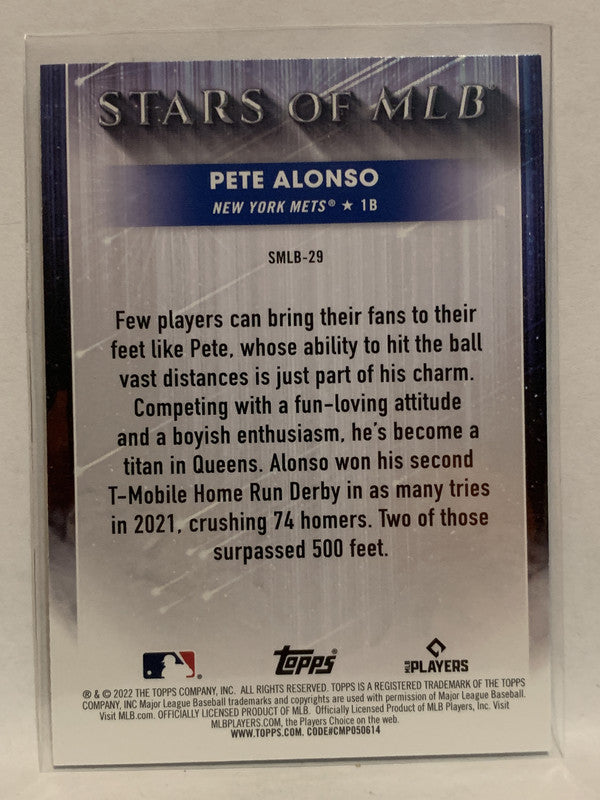 STARS OF MLB®
PETE ALONSO
NEW YORK METS® ★ 1B
SMLB-29
Few players can bring their fans to their
feet like Pete, whose ability to hit the ball
vast distances is just part of his charm.
Competing with a fun-loving attitude
and a boyish enthusiasm, he's become a
titan in Queens. Alonso won his second
T-Mobile Home Run Derby in as many tries
in 2021, crushing 74 homers. Two of those
surpassed 500 feet.
topps® MLB PLAYERS
® & © 2022 THE TOPPS COMPANY, INC. ALL RIGHTS RESERVED. TOPPS IS A REGISTERED TRADEMARK OF THE TOPPS
COMPANY, INC Major League Baseball trademarks and copyrights are used with permission of Major League Baseball.
Visit MLB.com. OFFICIALLY LICENSED PRODUCT OF MLB. Officially Licensed Product of MLB Players, Inc. Visit
MLBPLAYERS.COM, the Players Choice on the web.
WWW.TOPPS.COM. CODE#CMP050614